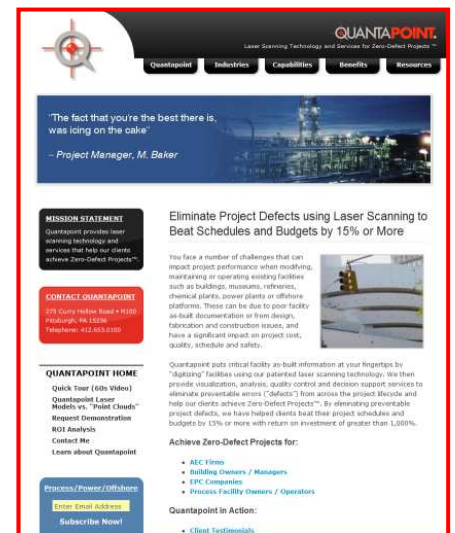 QUANTAPOINT.
Laser Scanning Technology and Services for Zero-Defect Projects ™
Quantapoint Industries Capabilities Benefits Resources
"The fact that you're the best there is,
was icing on the cake"
– Project Manager, M. Baker
MISSION STATEMENT
Quantapoint provides laser
scanning technology and
services that help our clients
achieve Zero-Defect Projects™.
CONTACT QUANTAPOINT
275 Curry Hollow Road • M100
Pittsburgh, PA 15236
Telephone: 412.653.0100
QUANTAPOINT HOME
Quick Tour (60s Video)
Quantapoint Laser
Models vs. "Point Clouds"
Request Demonstration
ROI Analysis
Contact Me
Learn about Quantapoint
Process/Power/Offshore
Enter Email Address
Subscribe Now!
Eliminate Project Defects using Laser Scanning to
Beat Schedules and Budgets by 15% or More
You face a number of challenges that can
impact project performance when modifying,
maintaining or operating existing facilities
such as buildings, museums, refineries,
chemical plants, power plants or offshore
platforms. These can be due to poor facility
as-built documentation or from design,
fabrication and construction issues, and
have a significant impact on project cost,
quality, schedule and safety.
Quantapoint puts critical facility as-built information at your fingertips by
"digitizing" facilities using our patented laser scanning technology. We then
provide visualization, analysis, quality control and decision support services to
eliminate preventable errors ("defects") from across the project lifecycle and
help our clients achieve Zero-Defect Projects™. By eliminating preventable
project defects, we have helped clients beat their project schedules and
budgets by 15% or more with return on investment of greater than 1,000%.
Achieve Zero-Defect Projects for:
• AEC Firms
• Building Owners / Managers
• EPC Companies
• Process Facility Owners / Operators
Quantapoint in Action:
• Client Testimonials